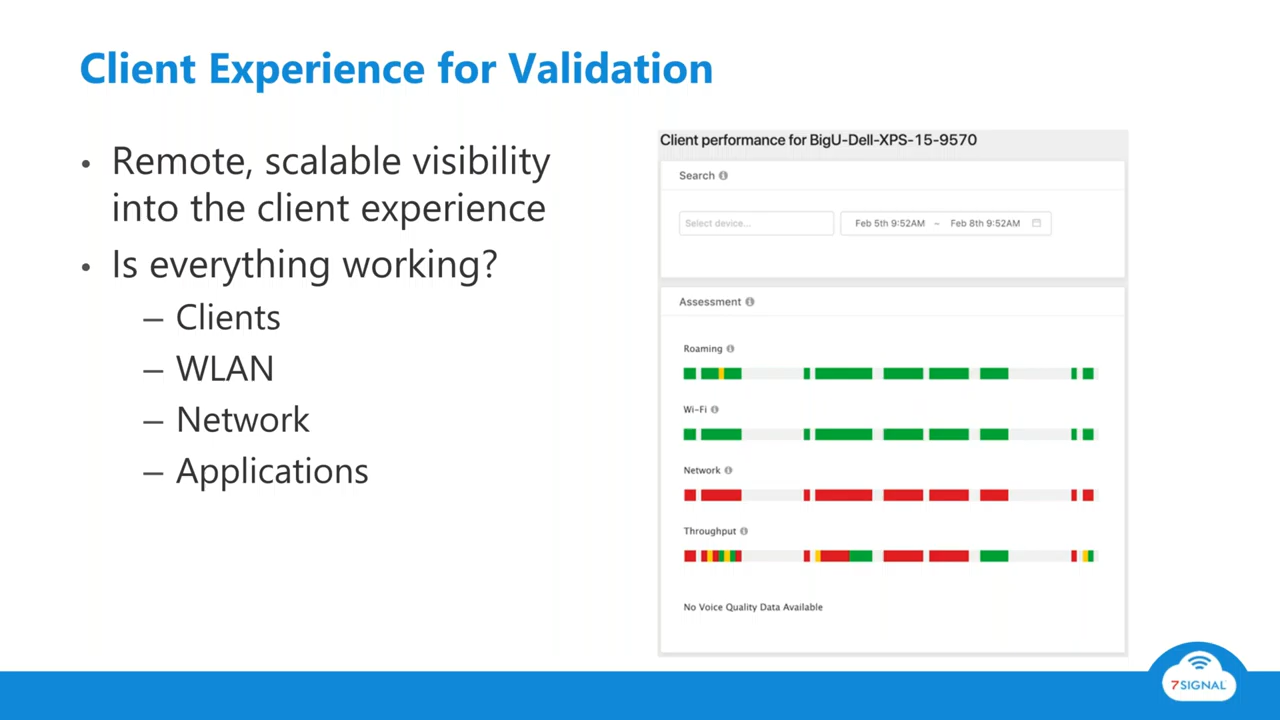 Client Experience for Validation
• Remote, scalable visibility
into the client experience
• Is everything working?
– Clients
– WLAN
– Network
– Applications
Client performance for BigU-Dell-XPS-15-9570
Search
Select device...
Feb 5th 9:52AM ~ Feb 8th 9:52AM
Assessment
Roaming
Wi-Fi
Network
Throughput
No Voice Quality Data Available
7SIGNAL